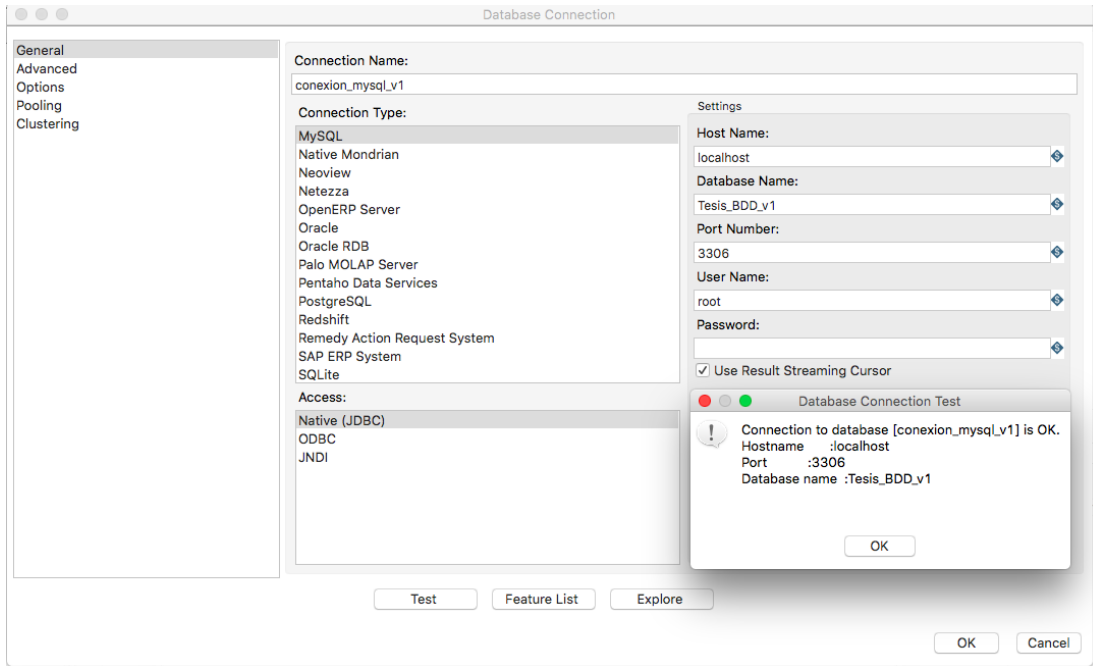 Database Connection
General
Advanced
Options
Pooling
Clustering
Connection Name:
conexion_mysql_v1
Connection Type:
MySQL
Native Mondrian
Neoview
Netezza
OpenERP Server
Oracle
Oracle RDB
Palo MOLAP Server
Pentaho Data Services
PostgreSQL
Redshift
Remedy Action Request System
SAP ERP System
SQLite
Access:
Native (JDBC)
ODBC
JNDI
Settings
Host Name:
localhost
Database Name:
Tesis_BDD_v1
Port Number:
3306
User Name:
root
Password:
Use Result Streaming Cursor
Database Connection Test
Connection to database [conexion_mysql_v1] is OK.
Hostname :localhost
Port :3306
Database name :Tesis_BDD_v1
OK
Test Feature List Explore
OK Cancel